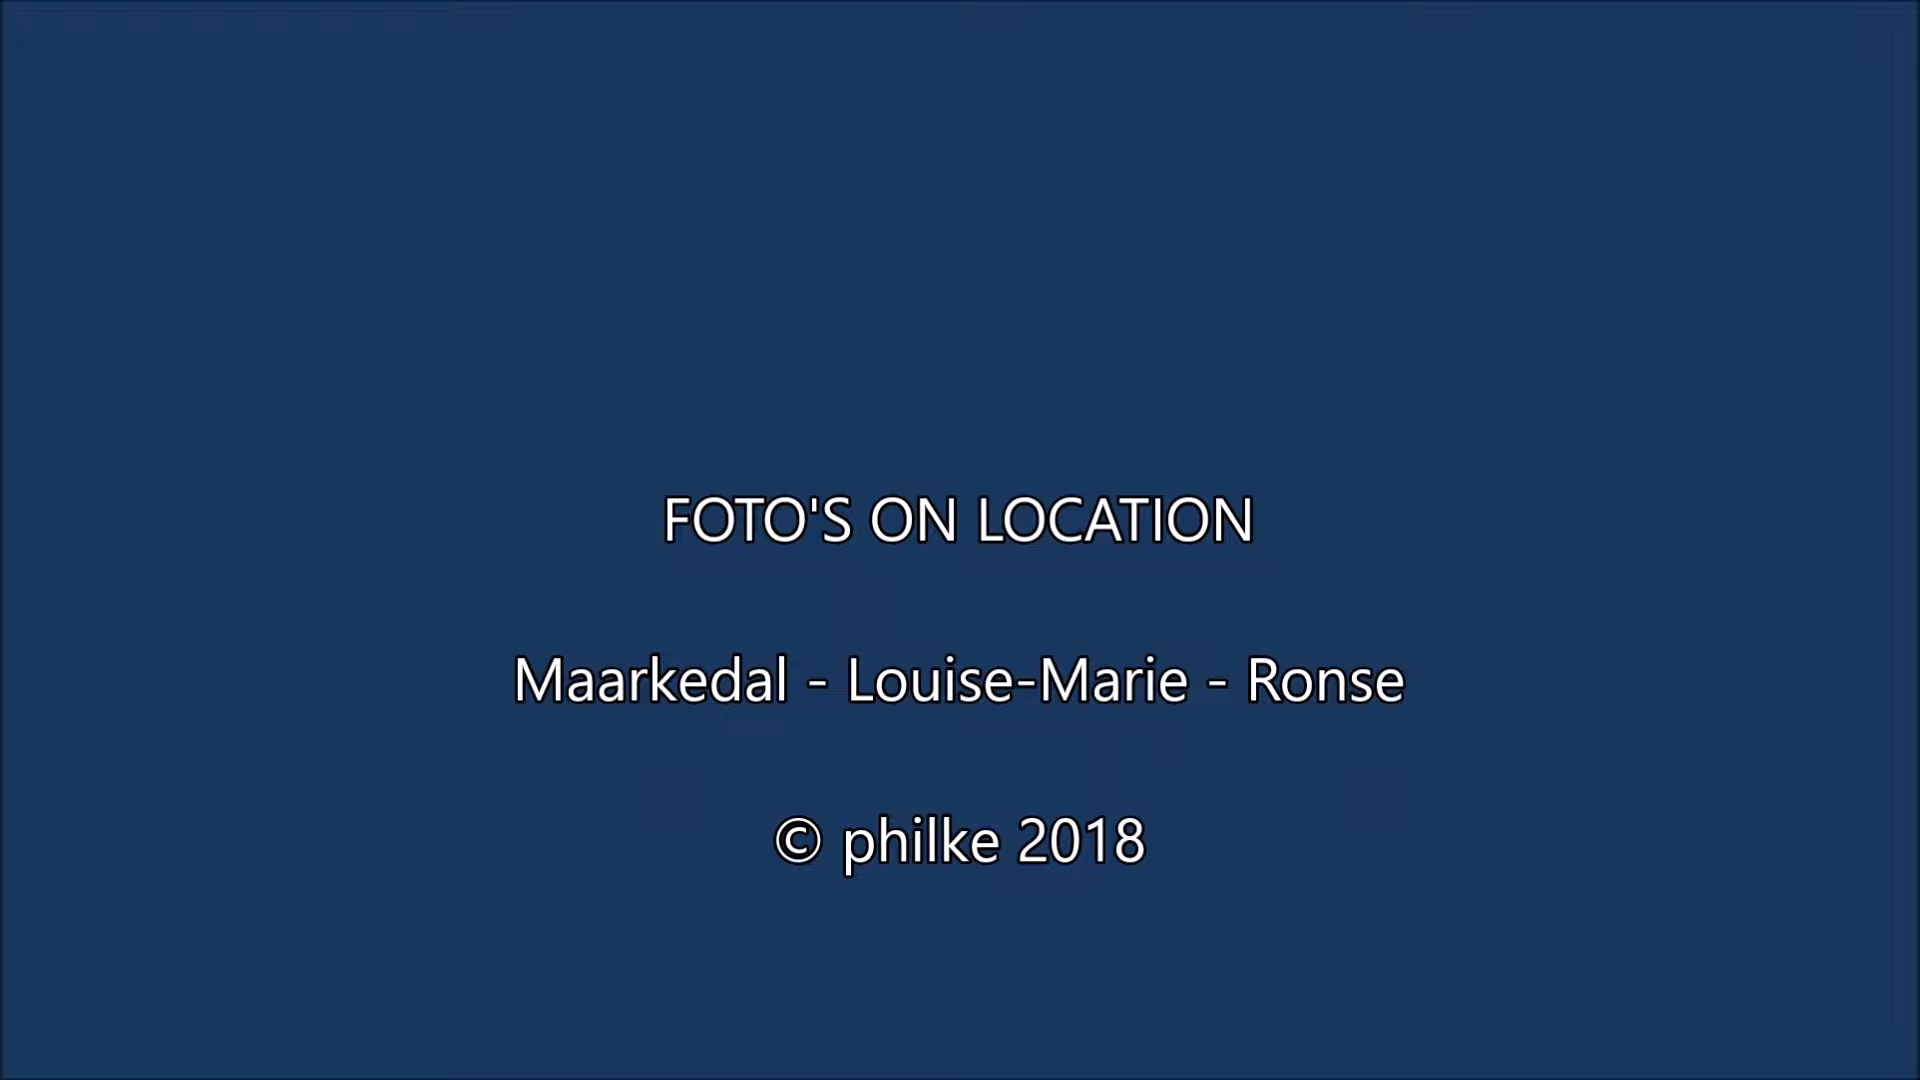 FOTO'S ON LOCATION
Maarkedal - Louise-Marie - Ronse
© philke 2018